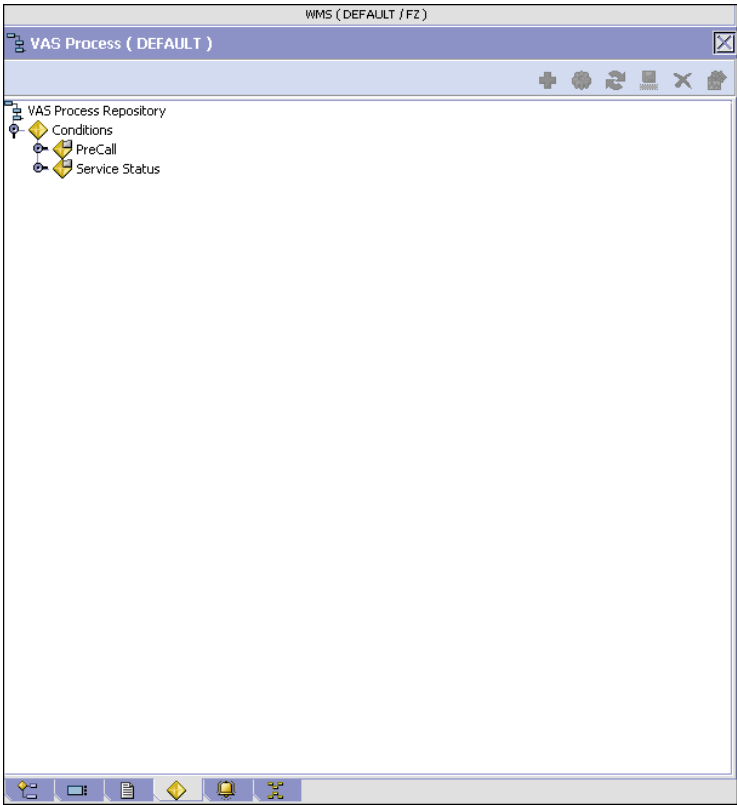 WMS ( DEFAULT / FZ )
VAS Process ( DEFAULT )
VAS Process Repository
Conditions
PreCall
Service Status